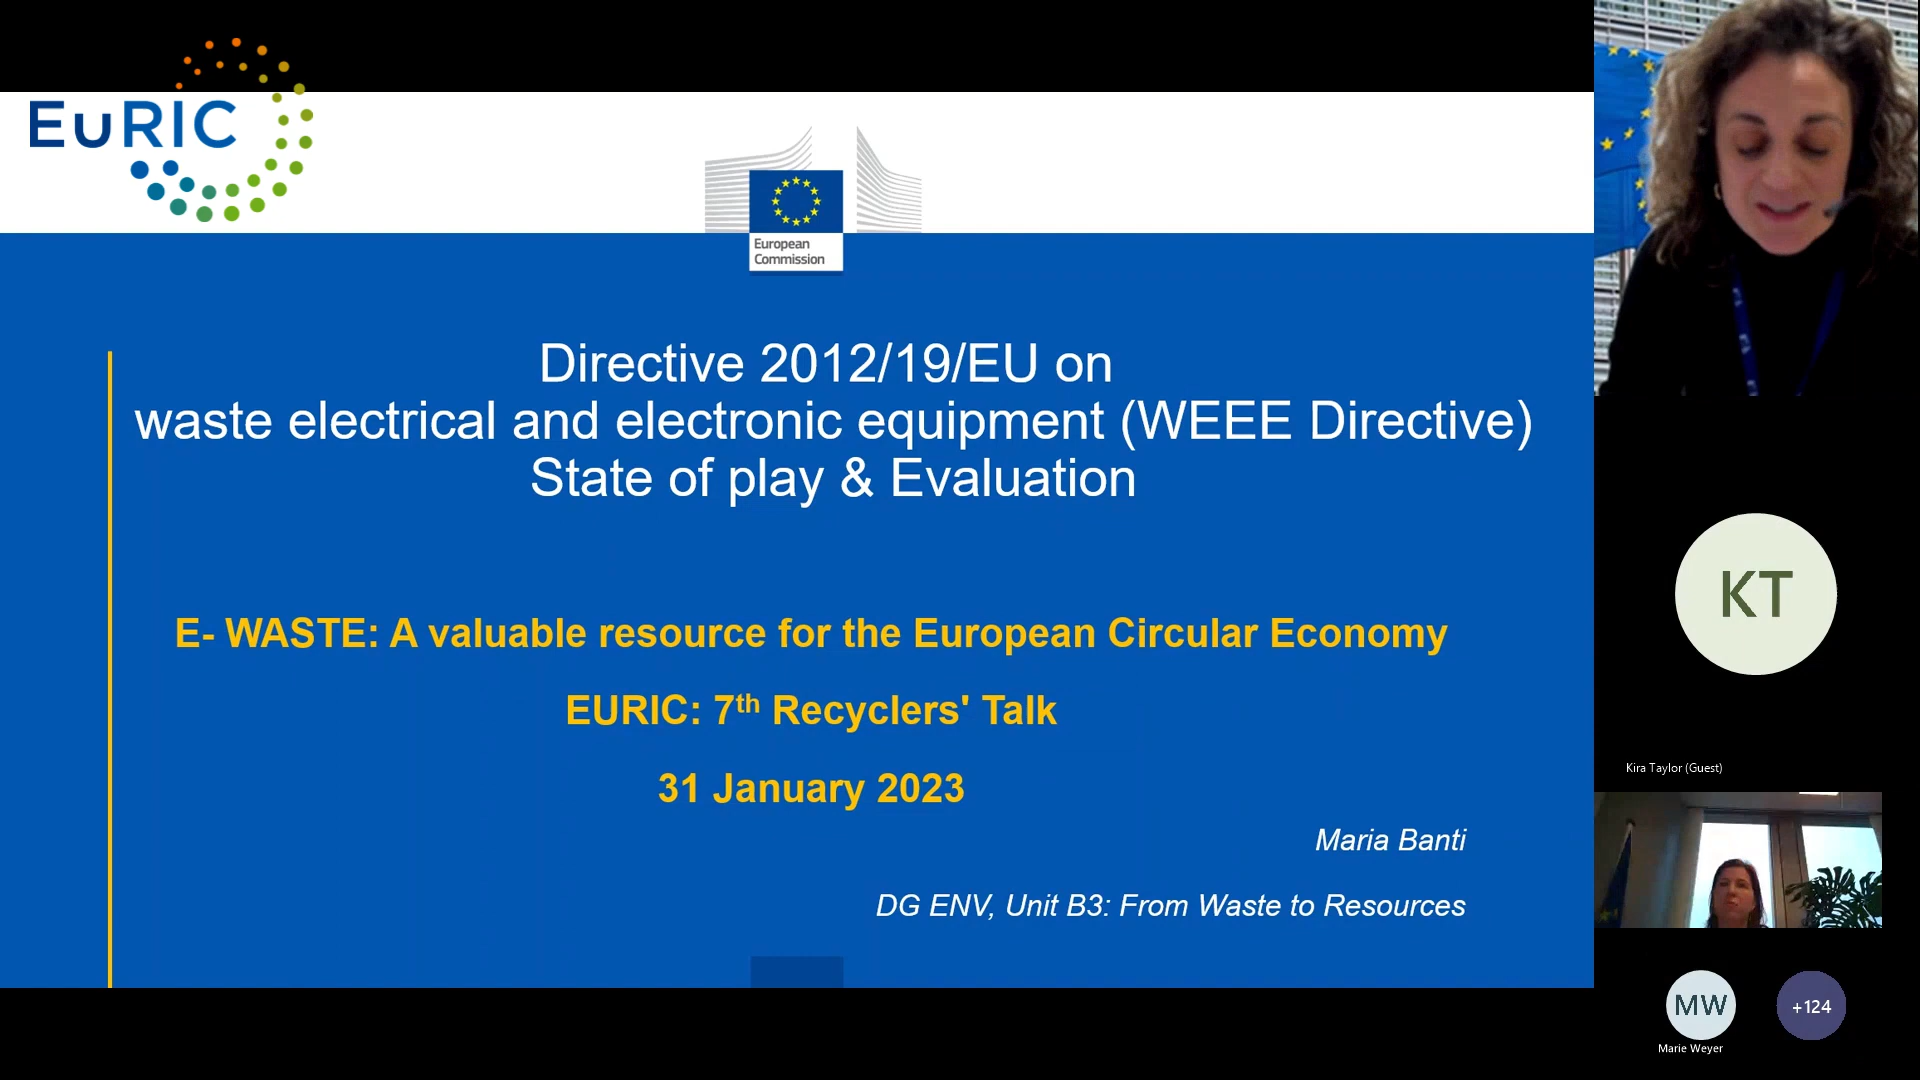 EuRIC
European
Commission
Directive 2012/19/EU on
waste electrical and electronic equipment (WEEE Directive)
State of play & Evaluation
E- WASTE: A valuable resource for the European Circular Economy
EURIC: 7th Recyclers' Talk
31 January 2023
Maria Banti
DG ENV, Unit B3: From Waste to Resources
KT
Kira Taylor (Guest)
MW
+124
Marie Weyer